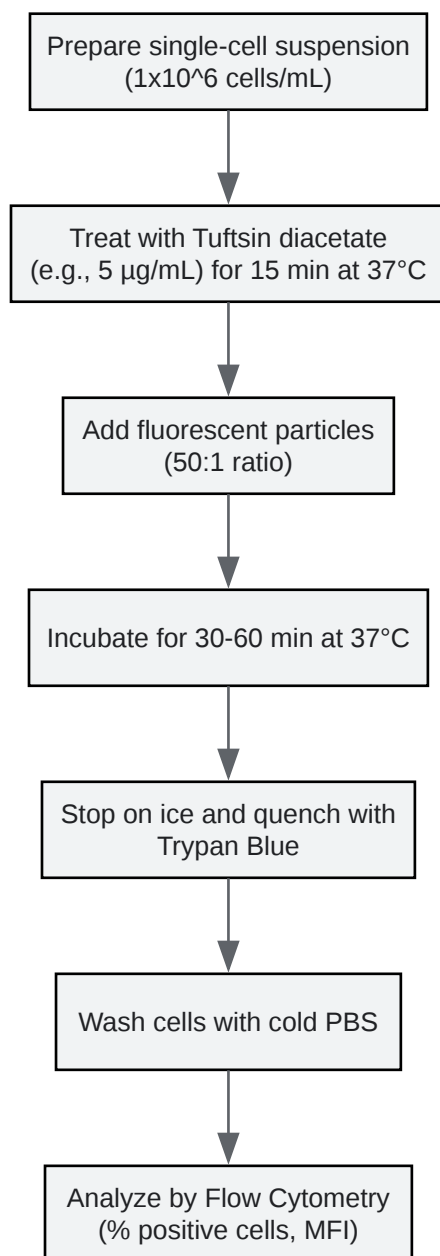 Prepare single-cell suspension
(1x10^6 cells/mL)
Treat with Tuftsin diacetate
(e.g., 5 µg/mL) for 15 min at 37°C
Add fluorescent particles
(50:1 ratio)
Incubate for 30-60 min at 37°C
Stop on ice and quench with
Trypan Blue
Wash cells with cold PBS
Analyze by Flow Cytometry
(% positive cells, MFI)